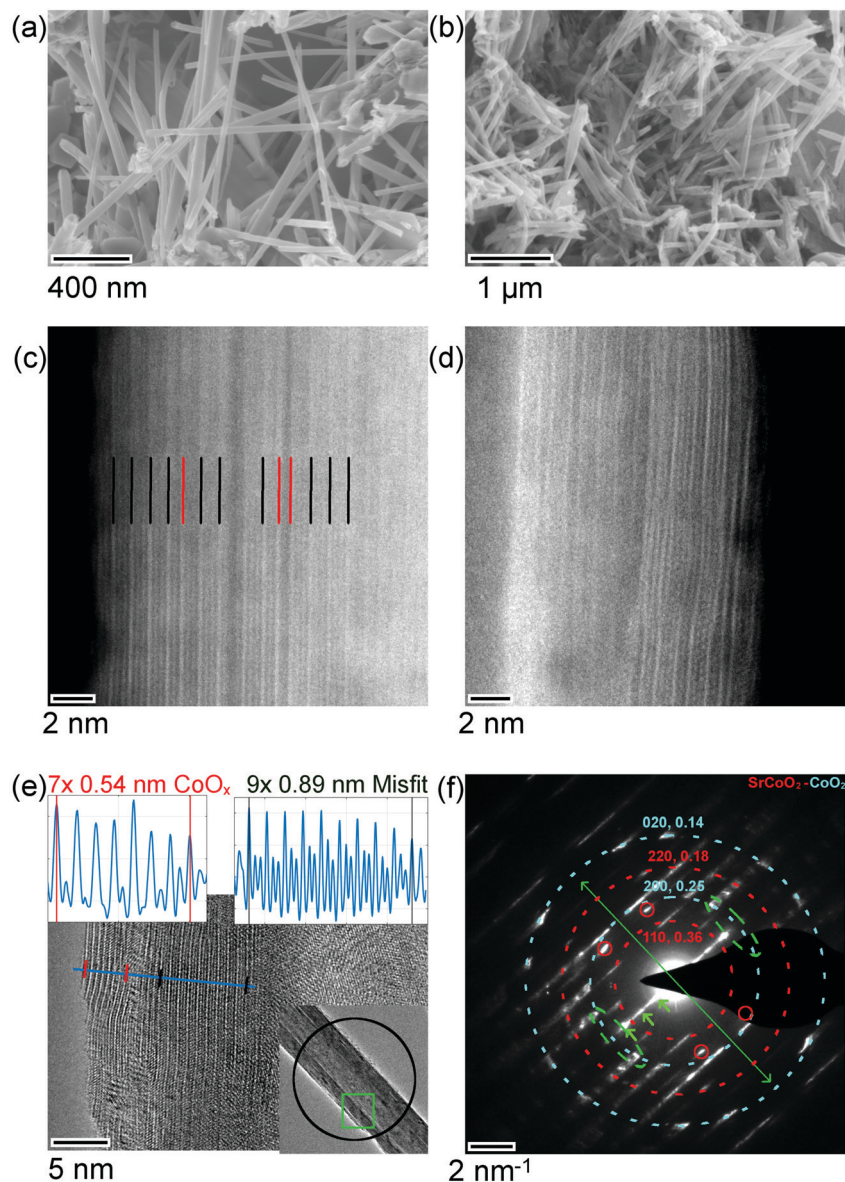 (a)
(b)
400 nm
1 µm
(c)
(d)
2 nm
2 nm
(e)
7x 0.54 nm CoOₓ
9x 0.89 nm Misfit
(f)
SrCoO₂-CoO₂
020, 0.14
220, 0.18
200, 0.25
110, 0.36
5 nm
2 nm⁻¹